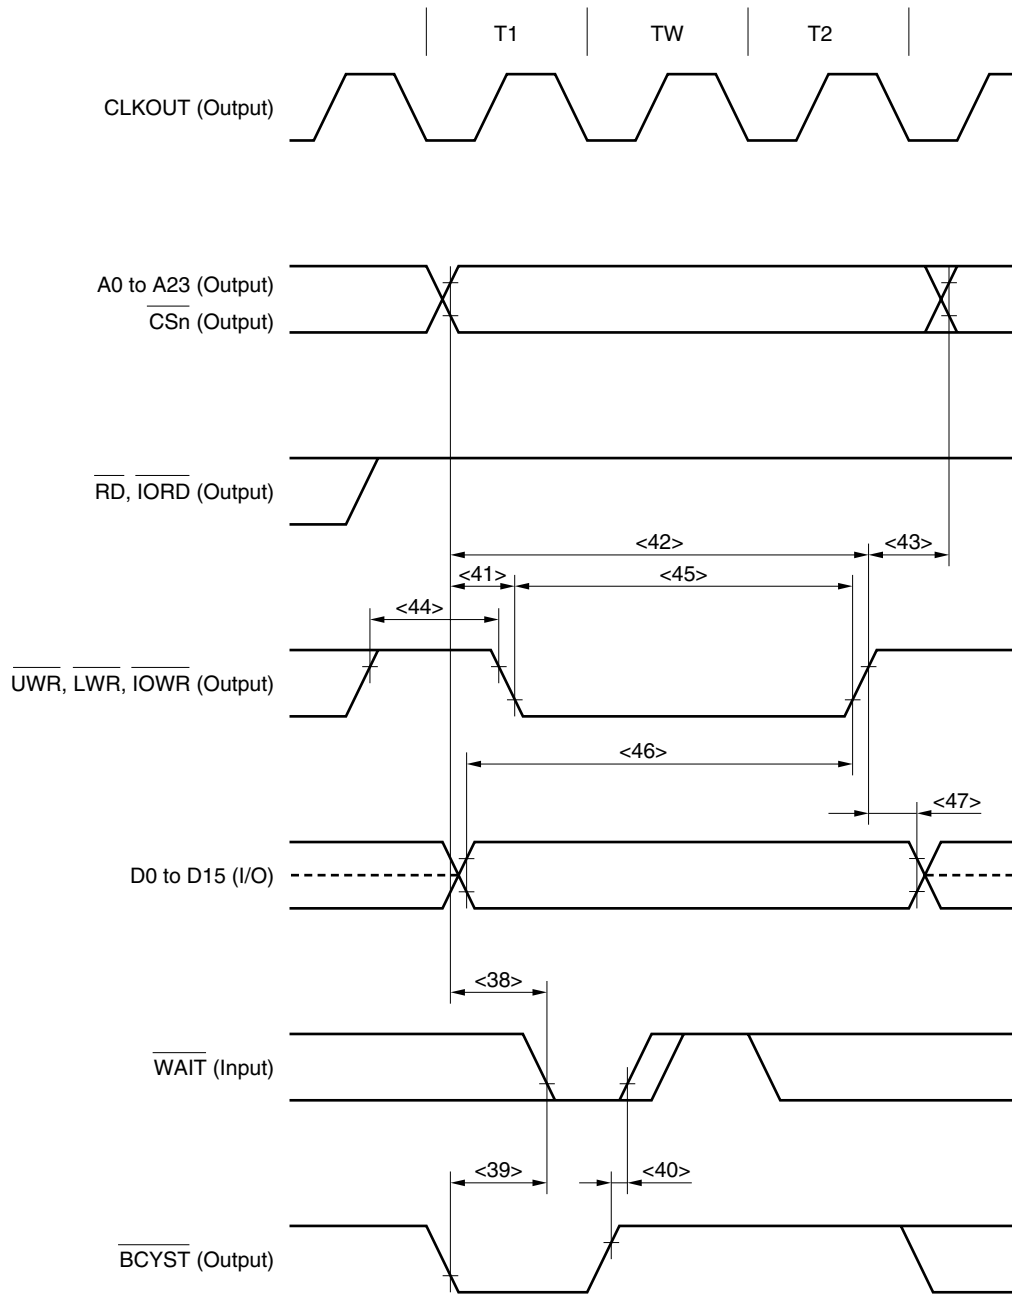 T1 TW T2
CLKOUT (Output)
A0 to A23 (Output)
CSn (Output)
RD, IORD (Output)
<42> <43>
<41> <45>
<44>
UWR, LWR, IOWR (Output)
<46>
<47>
D0 to D15 (I/O)
<38>
WAIT (Input)
<39> <40>
BCYST (Output)